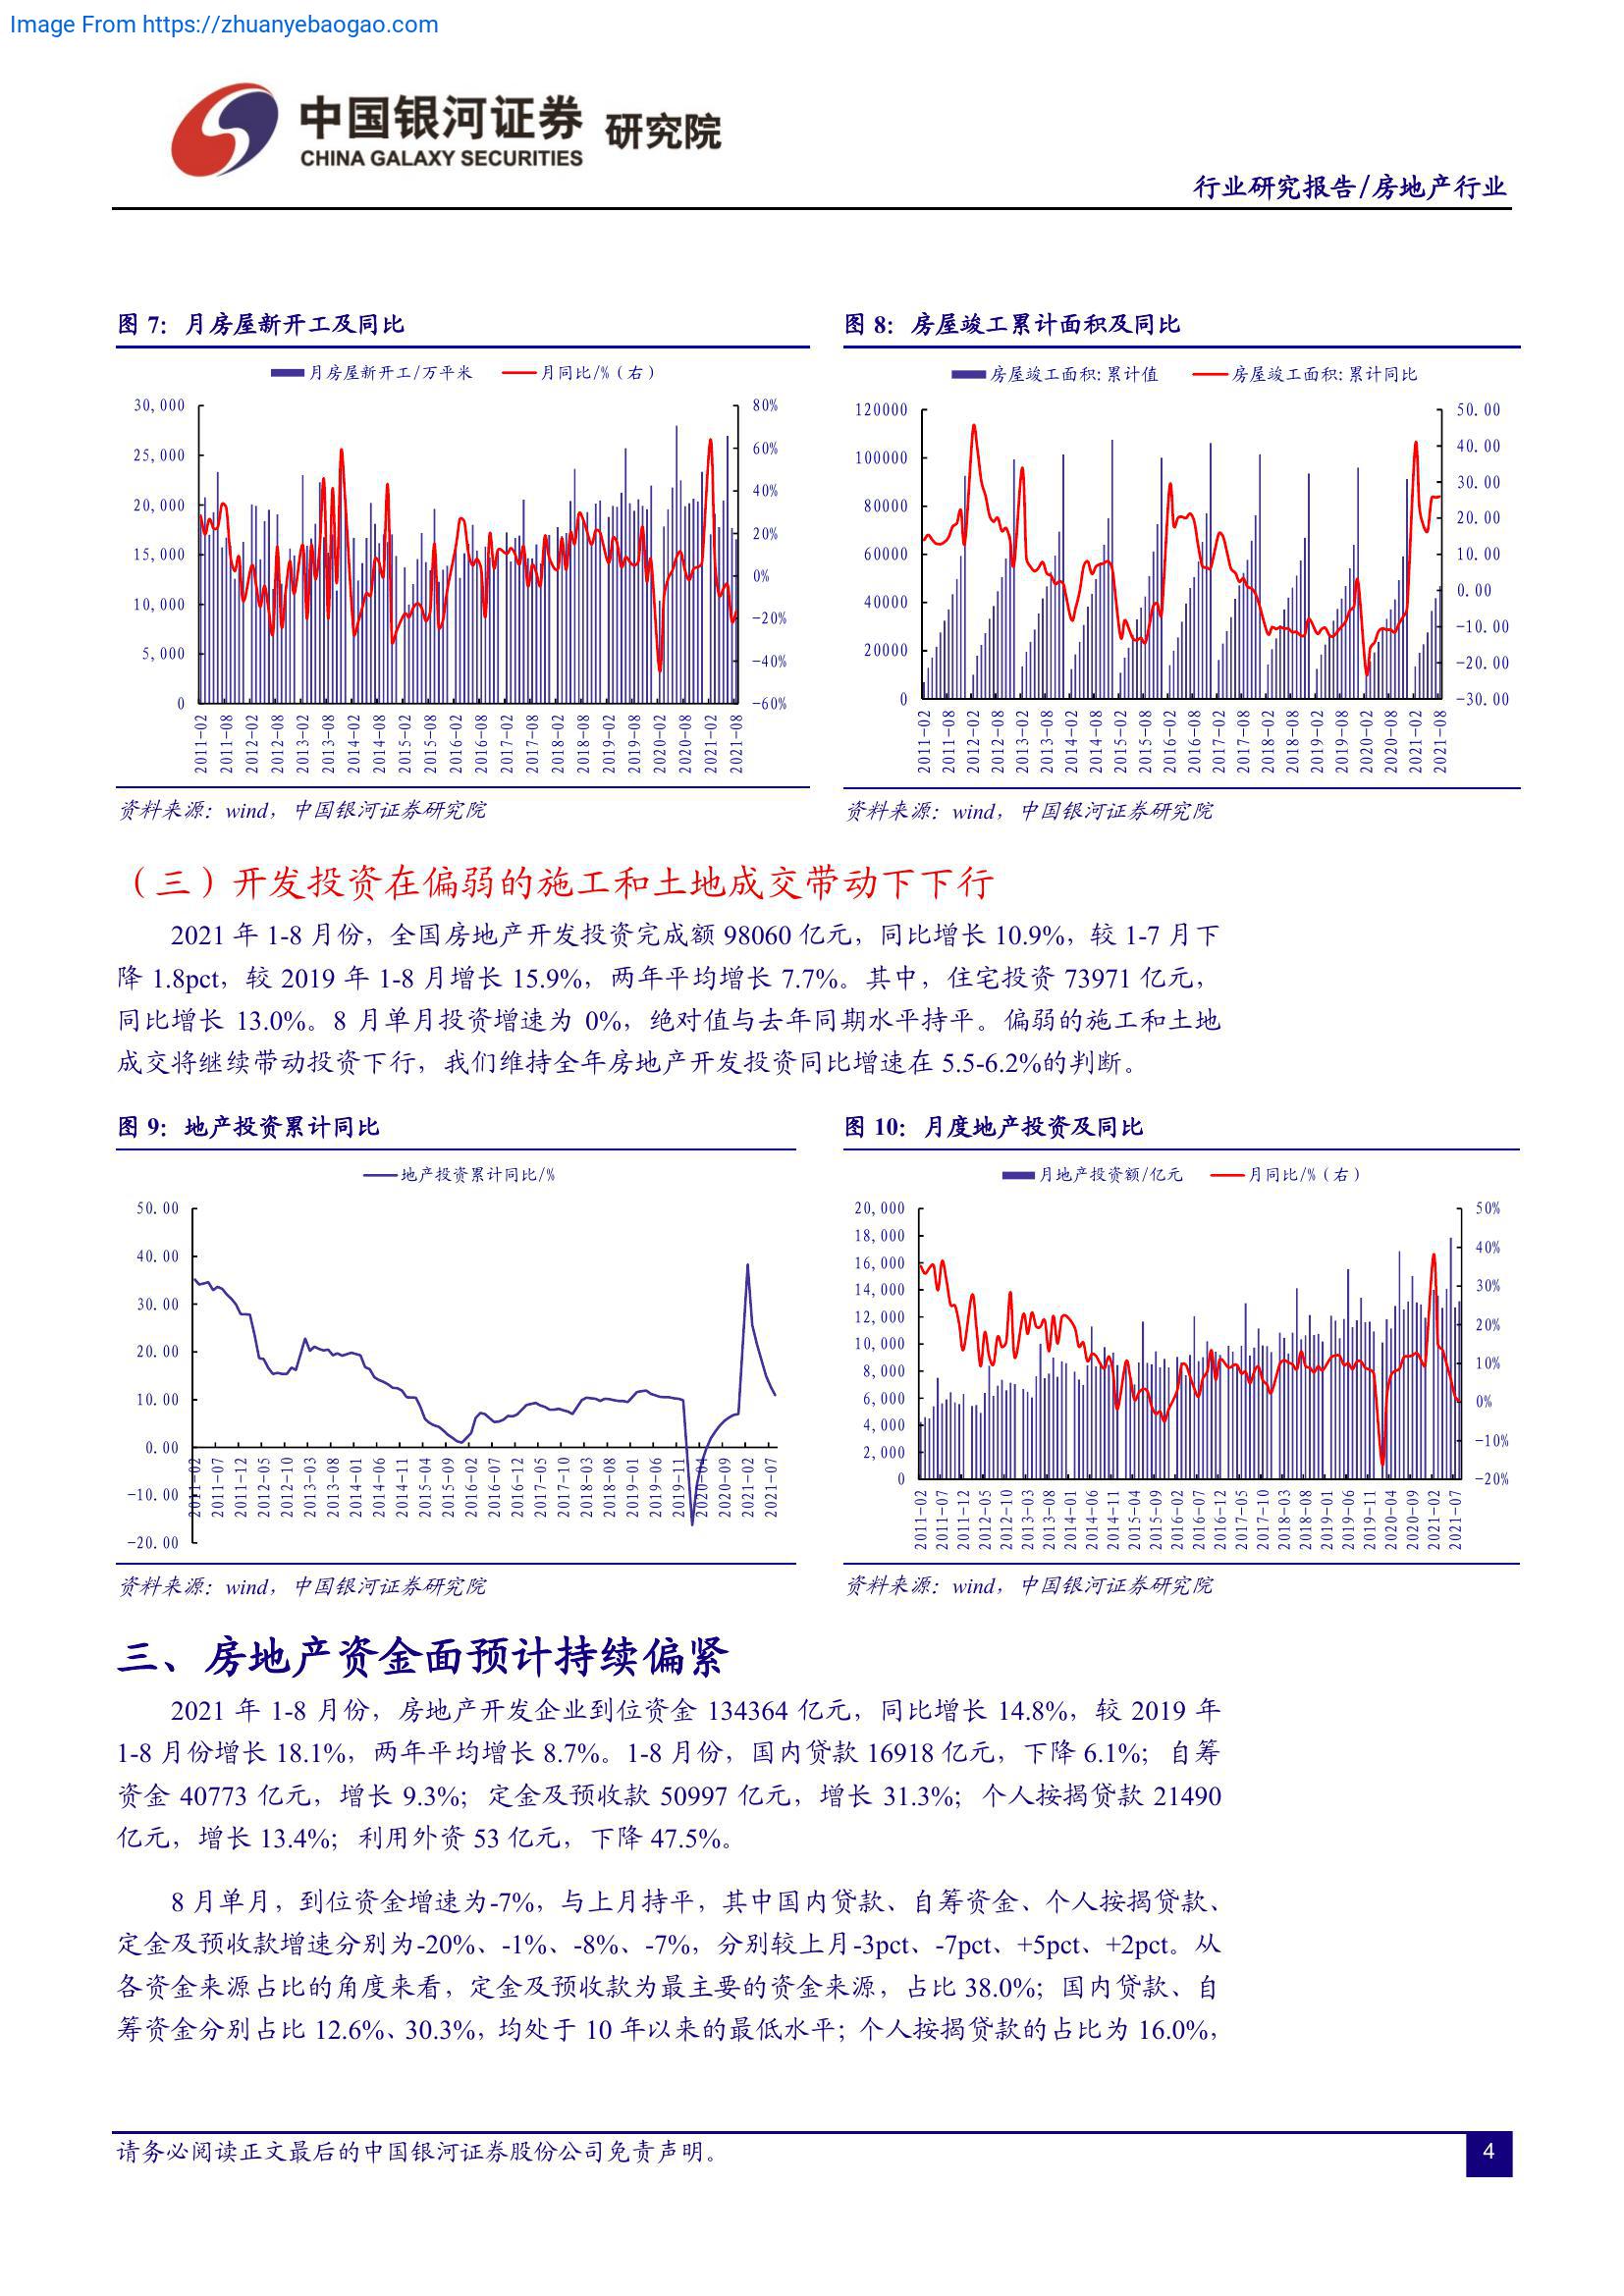 Image From https://zhuanyebaogao.com
中国银河证券 研究院
CHINA GALAXY SECURITIES
行业研究报告/房地产行业
图 7：月房屋新开工及同比
月房屋新开工/万平米 月同比/%（右）
30,000
25,000
20,000
15,000
10,000
5,000
0
80%
60%
40%
20%
0%
-20%
-40%
-60%
2011-02 2011-08 2012-02 2012-08 2013-02 2013-08 2014-02 2014-08 2015-02 2015-08 2016-02 2016-08 2017-02 2017-08 2018-02 2018-08 2019-02 2019-08 2020-02 2020-08 2021-02 2021-08
资料来源：wind，中国银河证券研究院
图 8：房屋竣工累计面积及同比
房屋竣工面积:累计值 房屋竣工面积:累计同比
120000
100000
80000
60000
40000
20000
0
50.00
40.00
30.00
20.00
10.00
0.00
-10.00
-20.00
-30.00
2011-02 2011-08 2012-02 2012-08 2013-02 2013-08 2014-02 2014-08 2015-02 2015-08 2016-02 2016-08 2017-02 2017-08 2018-02 2018-08 2019-02 2019-08 2020-02 2020-08 2021-02 2021-08
资料来源：wind，中国银河证券研究院
（三）开发投资在偏弱的施工和土地成交带动下下行
2021 年 1-8 月份，全国房地产开发投资完成额 98060 亿元，同比增长 10.9%，较 1-7 月下
降 1.8pct，较 2019 年 1-8 月增长 15.9%，两年平均增长 7.7%。其中，住宅投资 73971 亿元，
同比增长 13.0%。8 月单月投资增速为 0%，绝对值与去年同期水平持平。偏弱的施工和土地
成交将继续带动投资下行，我们维持全年房地产开发投资同比增速在 5.5-6.2%的判断。
图 9：地产投资累计同比
地产投资累计同比/%
50.00
40.00
30.00
20.00
10.00
0.00
-10.00
-20.00
2011-02 2011-07 2011-12 2012-05 2012-10 2013-03 2013-08 2014-01 2014-06 2014-11 2015-04 2015-09 2016-02 2016-07 2016-12 2017-05 2017-10 2018-03 2018-08 2019-01 2019-06 2019-11 2020-04 2020-09 2021-02 2021-07
资料来源：wind，中国银河证券研究院
图 10：月度地产投资及同比
月地产投资额/亿元 月同比/%（右）
20,000
18,000
16,000
14,000
12,000
10,000
8,000
6,000
4,000
2,000
0
50%
40%
30%
20%
10%
0%
-10%
-20%
2011-02 2011-07 2011-12 2012-05 2012-10 2013-03 2013-08 2014-01 2014-06 2014-11 2015-04 2015-09 2016-02 2016-07 2016-12 2017-05 2017-10 2018-03 2018-08 2019-01 2019-06 2019-11 2020-04 2020-09 2021-02 2021-07
资料来源：wind，中国银河证券研究院
三、房地产资金面预计持续偏紧
2021 年 1-8 月份，房地产开发企业到位资金 134364 亿元，同比增长 14.8%，较 2019 年
1-8 月份增长 18.1%，两年平均增长 8.7%。1-8 月份，国内贷款 16918 亿元，下降 6.1%；自筹
资金 40773 亿元，增长 9.3%；定金及预收款 50997 亿元，增长 31.3%；个人按揭贷款 21490
亿元，增长 13.4%；利用外资 53 亿元，下降 47.5%。
8 月单月，到位资金增速为-7%，与上月持平，其中国内贷款、自筹资金、个人按揭贷款、
定金及预收款增速分别为-20%、-1%、-8%、-7%，分别较上月-3pct、-7pct、+5pct、+2pct。从
各资金来源占比的角度来看，定金及预收款为最主要的资金来源，占比 38.0%；国内贷款、自
筹资金分别占比 12.6%、30.3%，均处于 10 年以来的最低水平；个人按揭贷款的占比为 16.0%，
请务必阅读正文最后的中国银河证券股份公司免责声明。
4